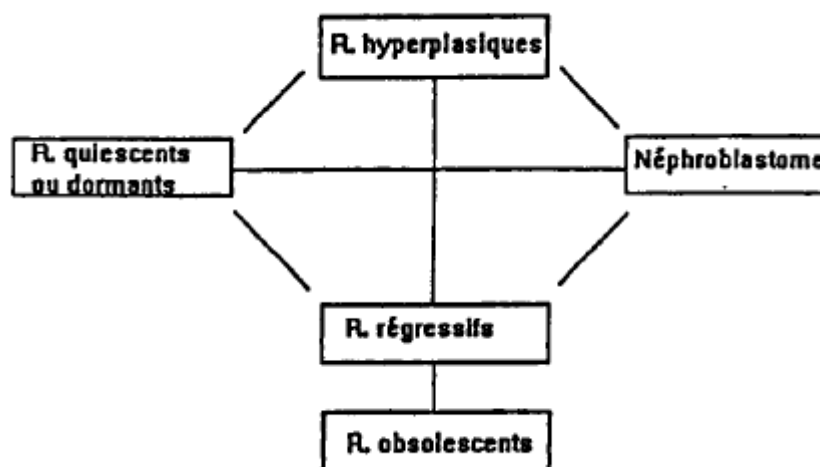 R. hyperplasiques
R. quiescents
ou dormants
Néphroblastome
R. régressifs
R. obsolescents